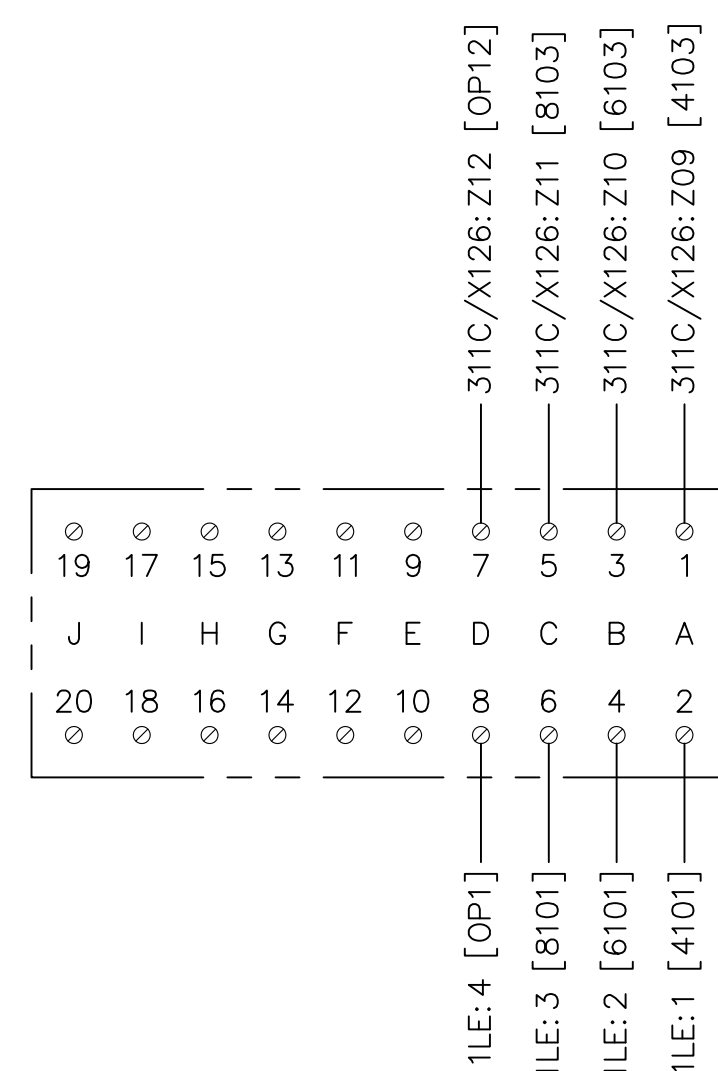 311C/X126:Z12 [0P12]
311C/X126:Z11 [8103]
311C/X126:Z10 [6103]
311C/X126:Z09 [4103]
19 17 15 13 11 9 7 5 3 1
J I H G F E D C B A
20 18 16 14 12 10 8 6 4 2
1LE:4 [0P1]
1LE:3 [8101]
1LE:2 [6101]
1LE:1 [4101]